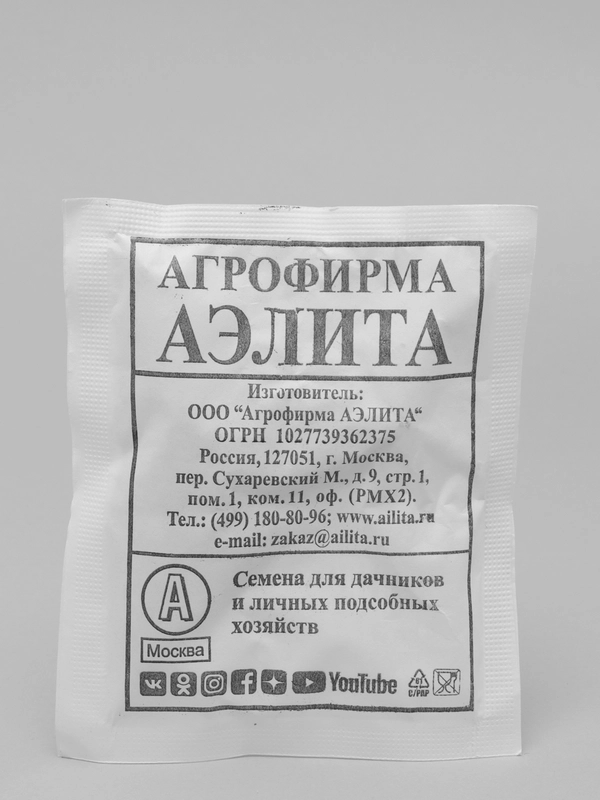 АГРОФИРМА
АЭЛИТА
Изготовитель:
ООО “Агрофирма АЭЛИТА“
ОГРН 1027739362375
Россия, 127051, г. Москва,
пер. Сухаревский М., д. 9, стр. 1,
пом. 1, ком. 11, оф. (РМХ2).
Тел.: (499) 180-80-96; www.ailita.ru
e-mail: zakaz@ailita.ru
А
Москва
Семена для дачников
и личных подсобных
хозяйств
YouTube
C/PAP